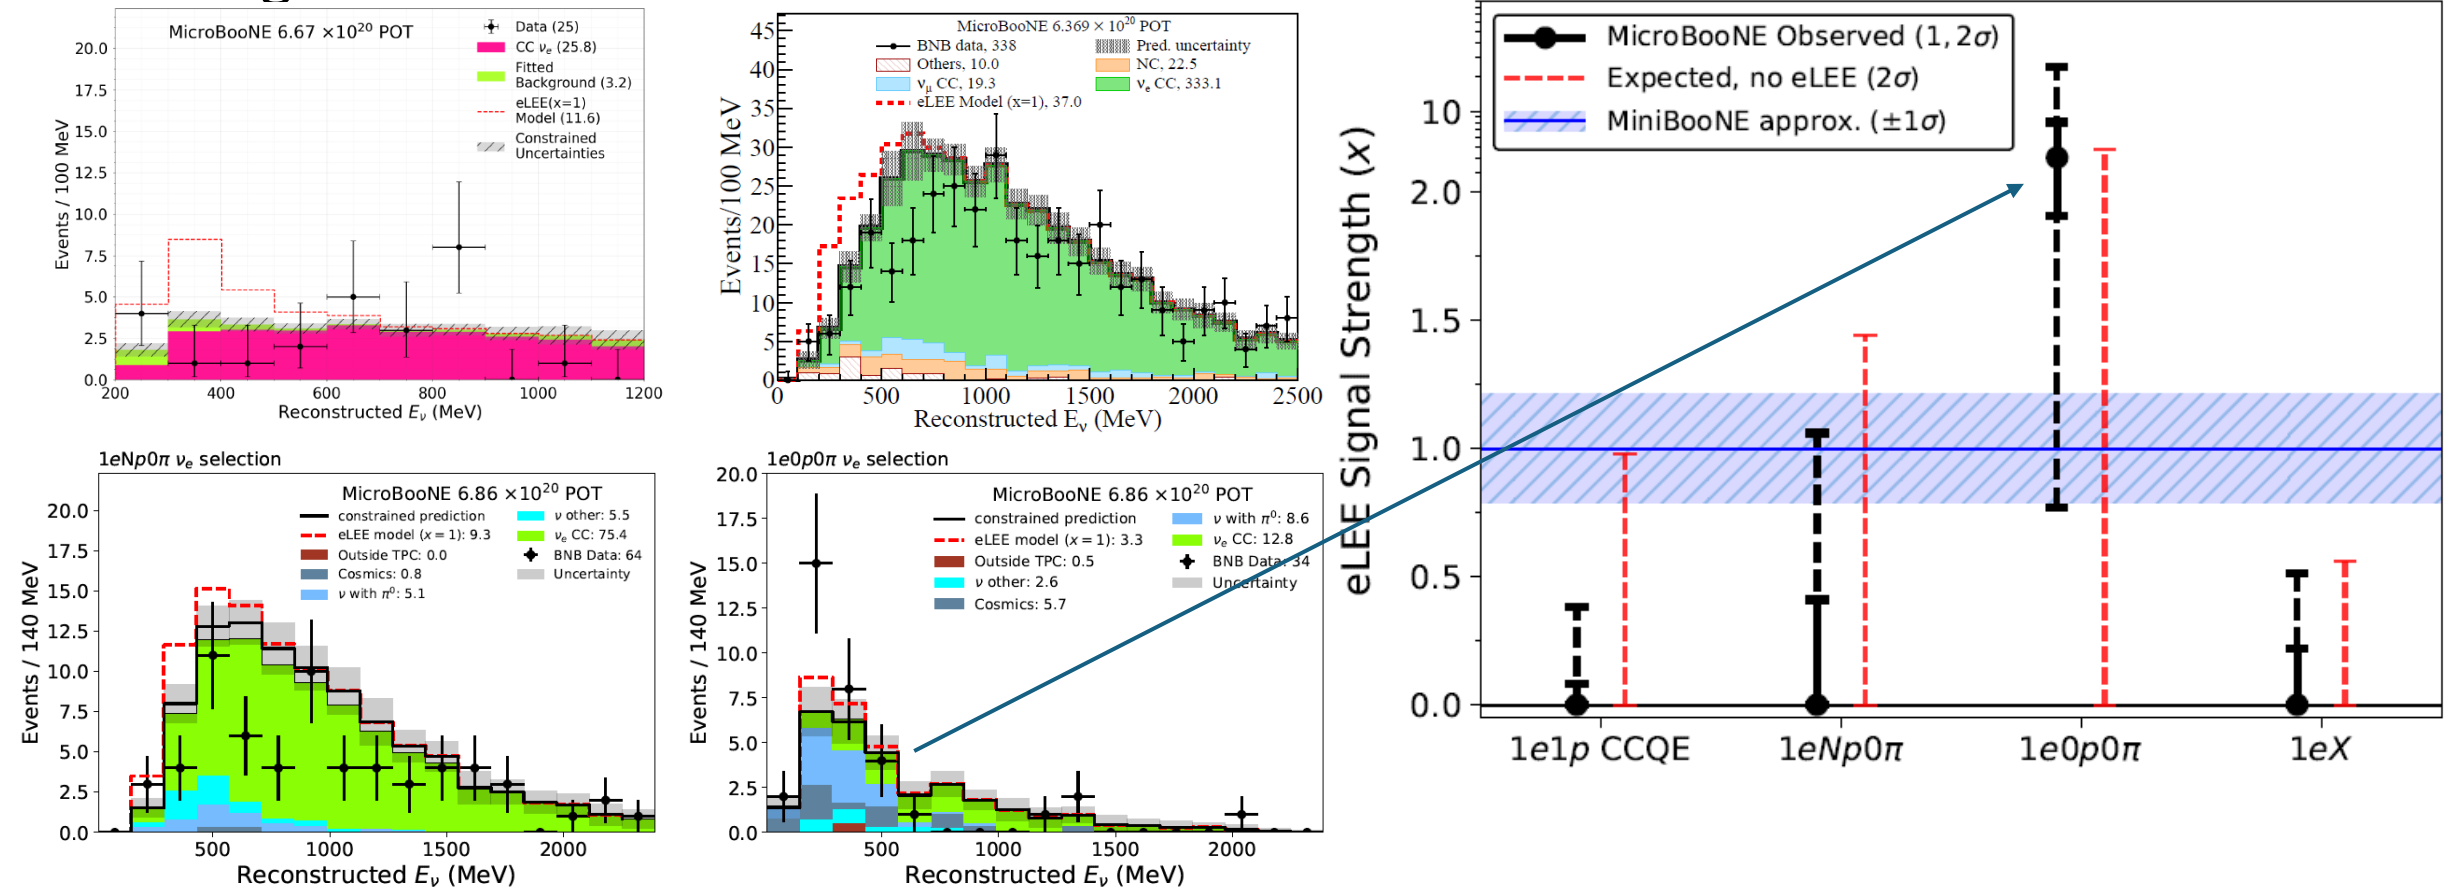 MicroBooNE 6.67 ×10²⁰ POT
Data (25)
CC νe (25.8)
Fitted
Background (3.2)
eLEE(x=1)
Model (11.6)
Constrained
Uncertainties
Events / 100 MeV
20.0
17.5
15.0
12.5
10.0
7.5
5.0
2.5
0.0
200 400 600 800 1000 1200
Reconstructed Eν (MeV)
MicroBooNE 6.369 × 10²⁰ POT
BNB data, 338
Pred. uncertainty
Others, 10.0
NC, 22.5
νμ CC, 19.3
νe CC, 333.1
eLEE Model (x=1), 37.0
Events/100 MeV
45
40
35
30
25
20
15
10
5
0
0 500 1000 1500 2000 2500
Reconstructed Eν (MeV)
1eNp0π νe selection
MicroBooNE 6.86 ×10²⁰ POT
constrained prediction
eLEE model (x = 1): 9.3
Outside TPC: 0.0
Cosmics: 0.8
ν with π⁰: 5.1
ν other: 5.5
νe CC: 75.4
BNB Data: 64
Uncertainty
Events / 140 MeV
20.0
17.5
15.0
12.5
10.0
7.5
5.0
2.5
0.0
500 1000 1500 2000
Reconstructed Eν (MeV)
1e0p0π νe selection
MicroBooNE 6.86 ×10²⁰ POT
constrained prediction
eLEE model (x = 1): 3.3
Outside TPC: 0.5
ν other: 2.6
Cosmics: 5.7
ν with π⁰: 8.6
νe CC: 12.8
BNB Data: 34
Uncertainty
Events / 140 MeV
20.0
17.5
15.0
12.5
10.0
7.5
5.0
2.5
0.0
500 1000 1500 2000
Reconstructed Eν (MeV)
MicroBooNE Observed (1, 2σ)
Expected, no eLEE (2σ)
MiniBooNE approx. (±1σ)
eLEE Signal Strength (x)
10
2.0
1.5
1.0
0.5
0.0
1e1p CCQE 1eNp0π 1e0p0π 1eX